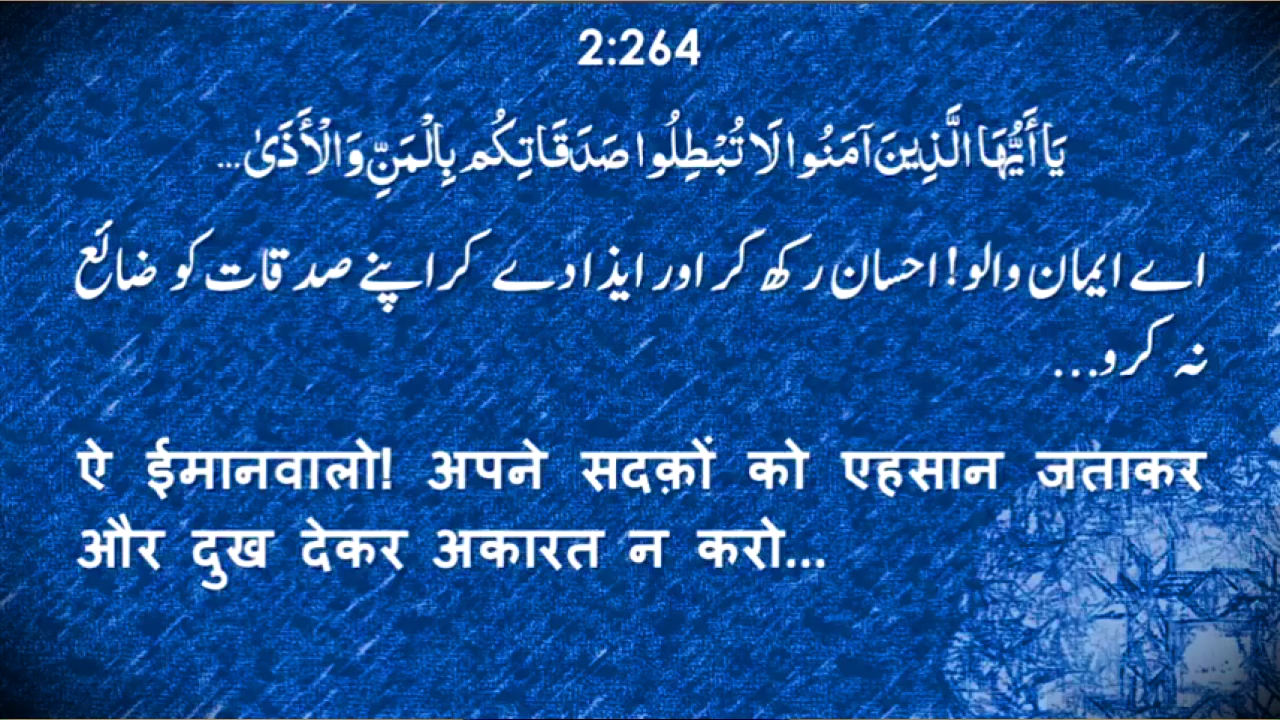 2:264
يَا أَيُّهَا الَّذِينَ آمَنُوا لَا تُبْطِلُوا صَدَقَاتِكُم بِالْمَنِّ وَالْأَذَىٰ...
اے ایمان والو! احسان رکھ کر اور ایذا دے کر اپنے صدقات کو ضائع
نہ کرو...
ऐ ईमानवालो! अपने सदक़ों को एहसान जताकर
और दुख देकर अकारत न करो...